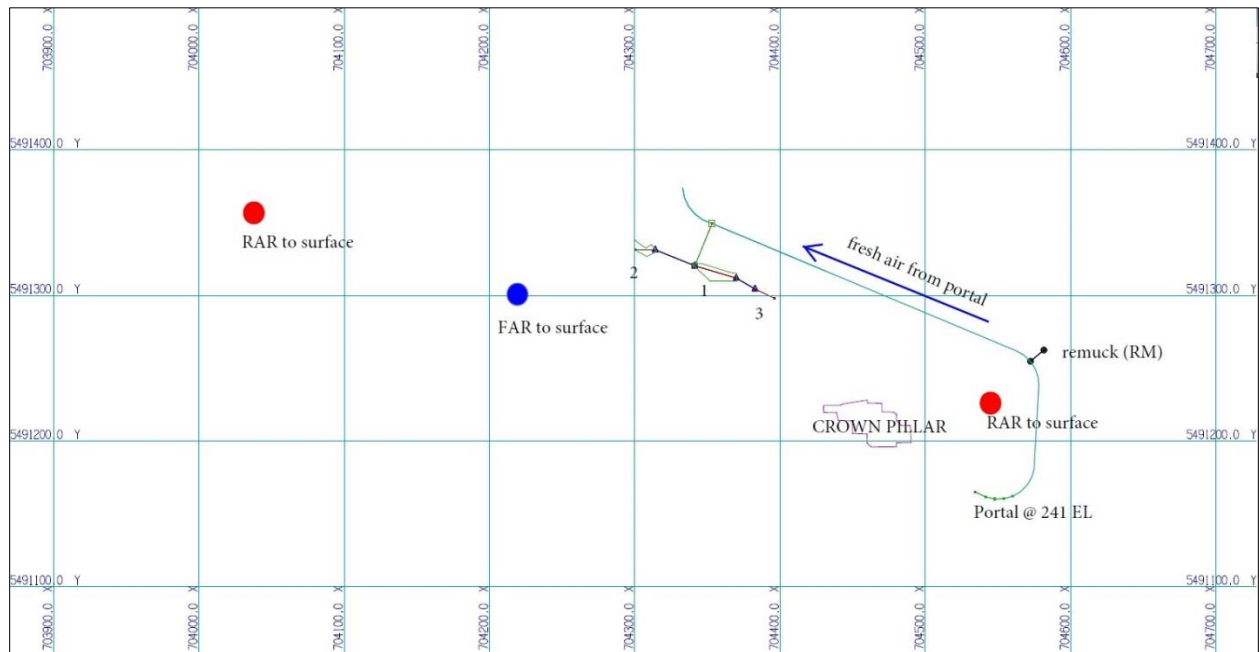 703900.0 X
704000.0 X
704100.0 X
704200.0 X
704300.0 X
704400.0 X
704500.0 X
704600.0 X
704700.0 X
5491400.0 Y
5491400.0 Y
RAR to surface
fresh air from portal
2
1
3
5491300.0 Y
5491300.0 Y
FAR to surface
remuck (RM)
CROWN PILLAR
RAR to surface
5491200.0 Y
5491200.0 Y
Portal @ 241 EL
5491100.0 Y
5491100.0 Y
703900.0 X
704000.0 X
704100.0 X
704200.0 X
704300.0 X
704400.0 X
704500.0 X
704600.0 X
704700.0 X